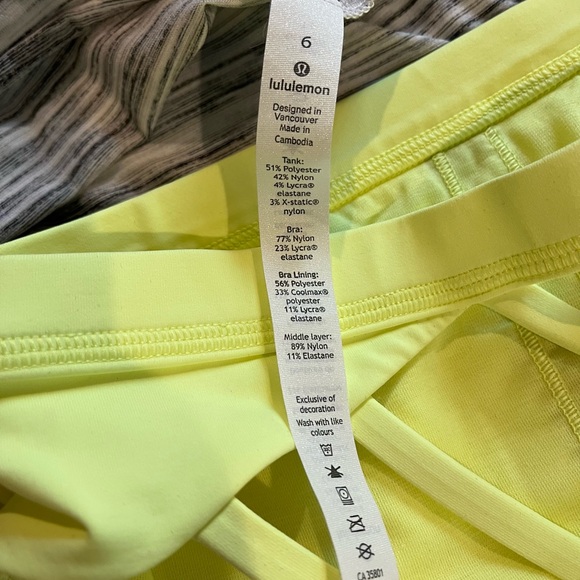 6
lululemon
Designed in
Vancouver
Made in
Cambodia
Tank:
51% Polyester
42% Nylon
4% Lycra®
elastane
3% X-static®
nylon
Bra:
77% Nylon
23% Lycra®
elastane
Bra Lining:
56% Polyester
33% Coolmax®
polyester
11% Lycra®
elastane
Middle layer:
89% Nylon
11% Elastane
Exclusive of
decoration
Wash with like
colours
CA 35801